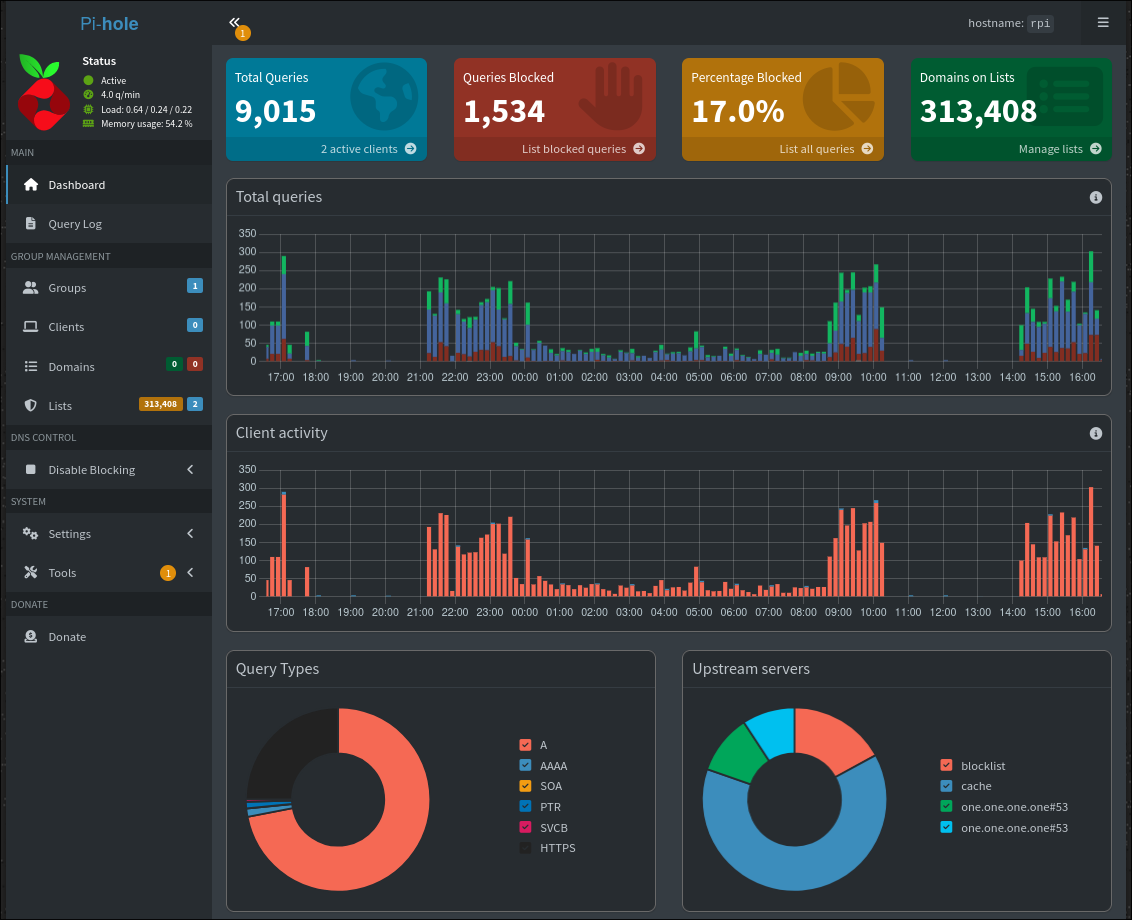 Pi-hole
1
hostname: rpi
Status
Active
4.0 q/min
Load: 0.64 / 0.24 / 0.22
Memory usage: 54.2 %
MAIN
Dashboard
Query Log
GROUP MANAGEMENT
Groups 1
Clients 0
Domains 0 0
Lists 313,408 2
DNS CONTROL
Disable Blocking
SYSTEM
Settings
Tools 1
DONATE
Donate
Total Queries
9,015
2 active clients
Queries Blocked
1,534
List blocked queries
Percentage Blocked
17.0%
List all queries
Domains on Lists
313,408
Manage lists
Total queries
350
300
250
200
150
100
50
0
17:00 18:00 19:00 20:00 21:00 22:00 23:00 00:00 01:00 02:00 03:00 04:00 05:00 06:00 07:00 08:00 09:00 10:00 11:00 12:00 13:00 14:00 15:00 16:00
Client activity
350
300
250
200
150
100
50
0
17:00 18:00 19:00 20:00 21:00 22:00 23:00 00:00 01:00 02:00 03:00 04:00 05:00 06:00 07:00 08:00 09:00 10:00 11:00 12:00 13:00 14:00 15:00 16:00
Query Types
A
AAAA
SOA
PTR
SVCB
HTTPS
Upstream servers
blocklist
cache
one.one.one.one#53
one.one.one.one#53